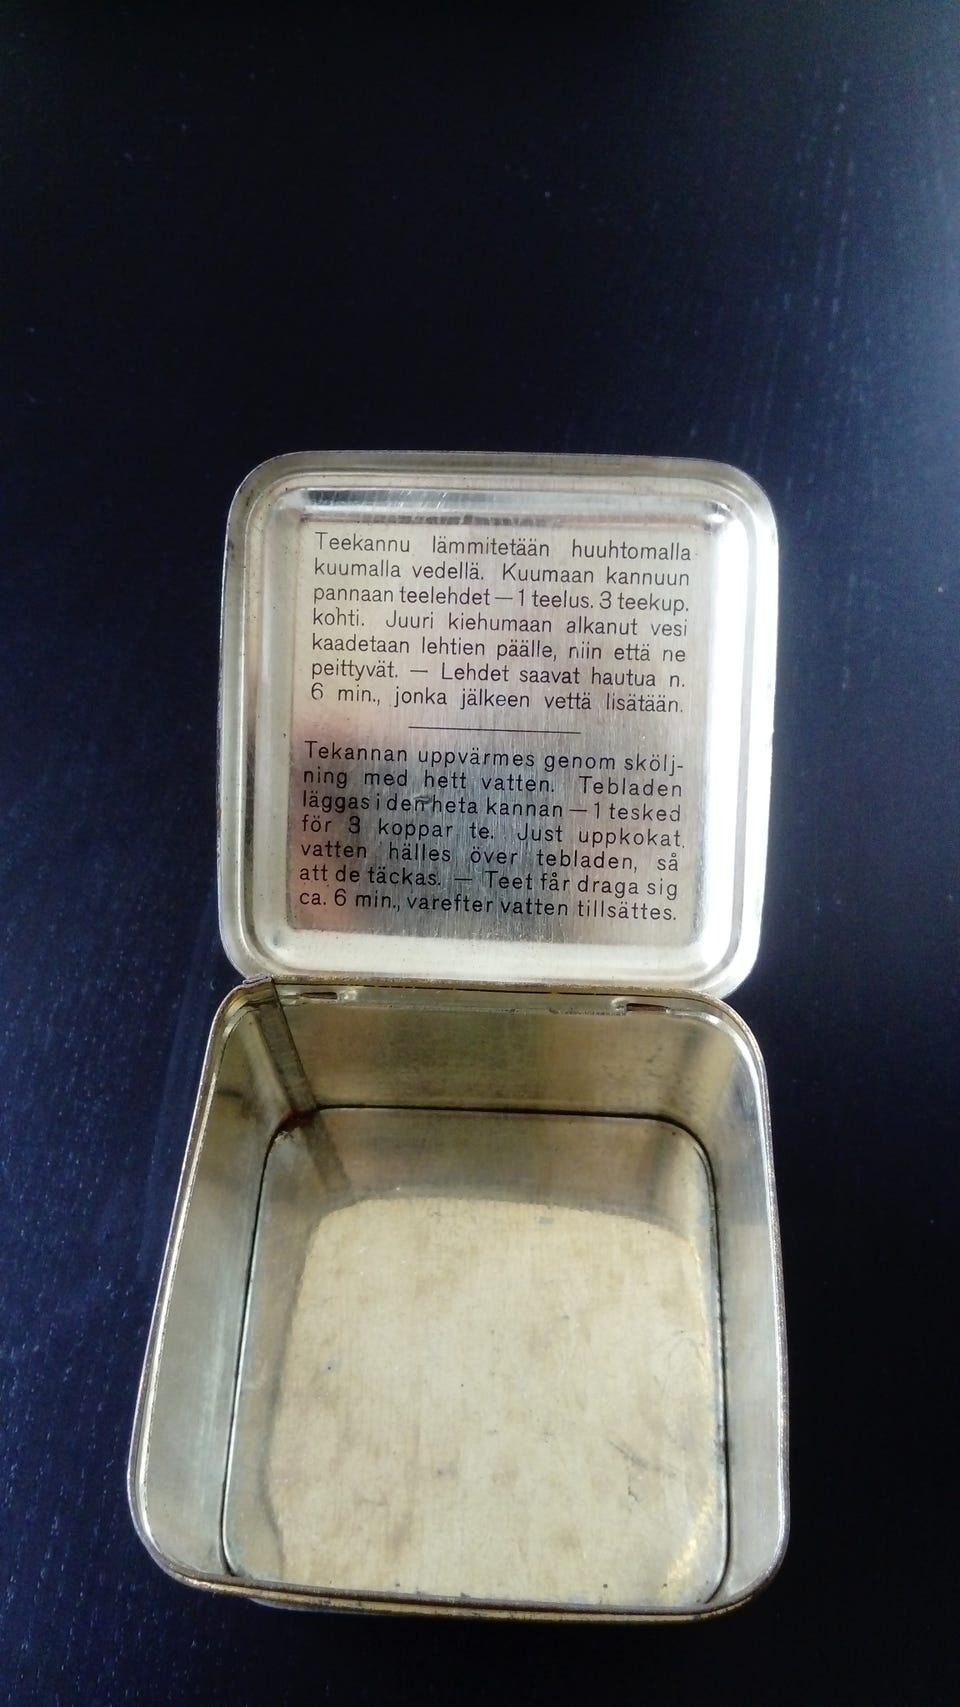 Teekannu lämmitetään huuhtomalla
kuumalla vedellä. Kuumaan kannuun
pannaan teelehdet — 1 teelus. 3 teekup.
kohti. Juuri kiehumaan alkanut vesi
kaadetaan lehtien päälle, niin että ne
peittyvät. — Lehdet saavat hautua n.
6 min., jonka jälkeen vettä lisätään.
Tekannan uppvärmes genom skölj-
ning med hett vatten. Tebladen
läggas i den heta kannan — 1 tesked
för 3 koppar te. Just uppkokat
vatten hälles över tebladen, så
att de täckas. — Teet får draga sig
ca. 6 min., varefter vatten tillsättes.